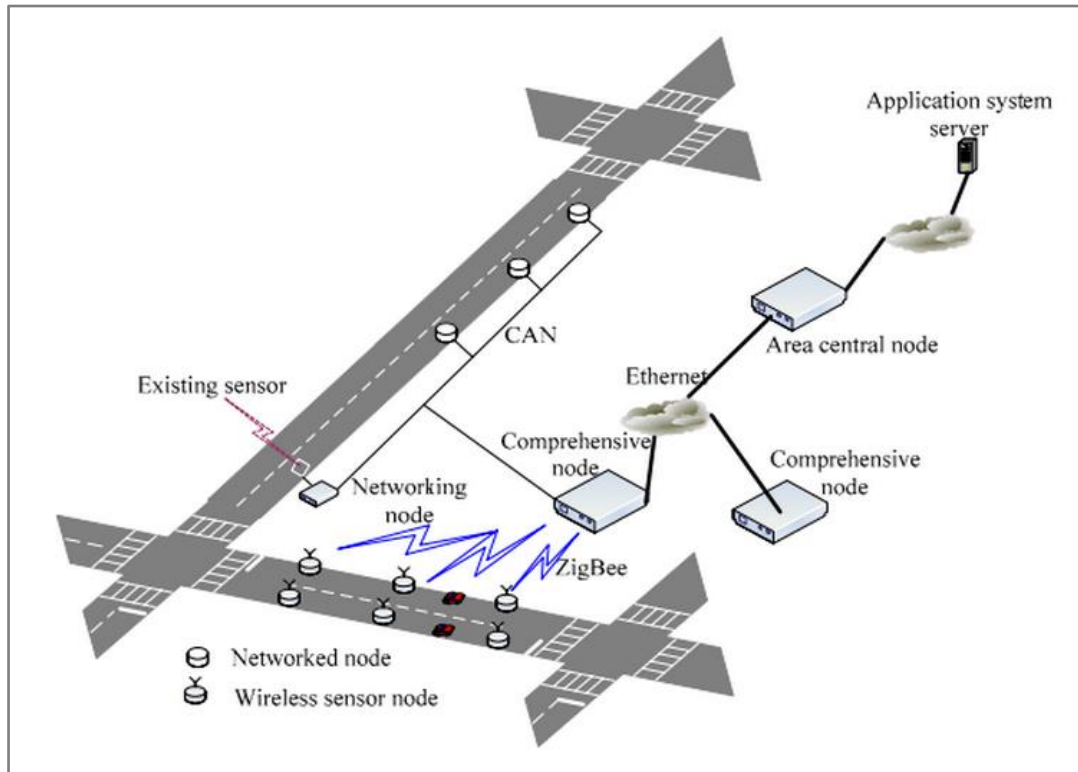 Application system
server
CAN
Area central node
Existing sensor
Ethernet
Comprehensive
node
Comprehensive
node
Networking
node
ZigBee
Networked node
Wireless sensor node